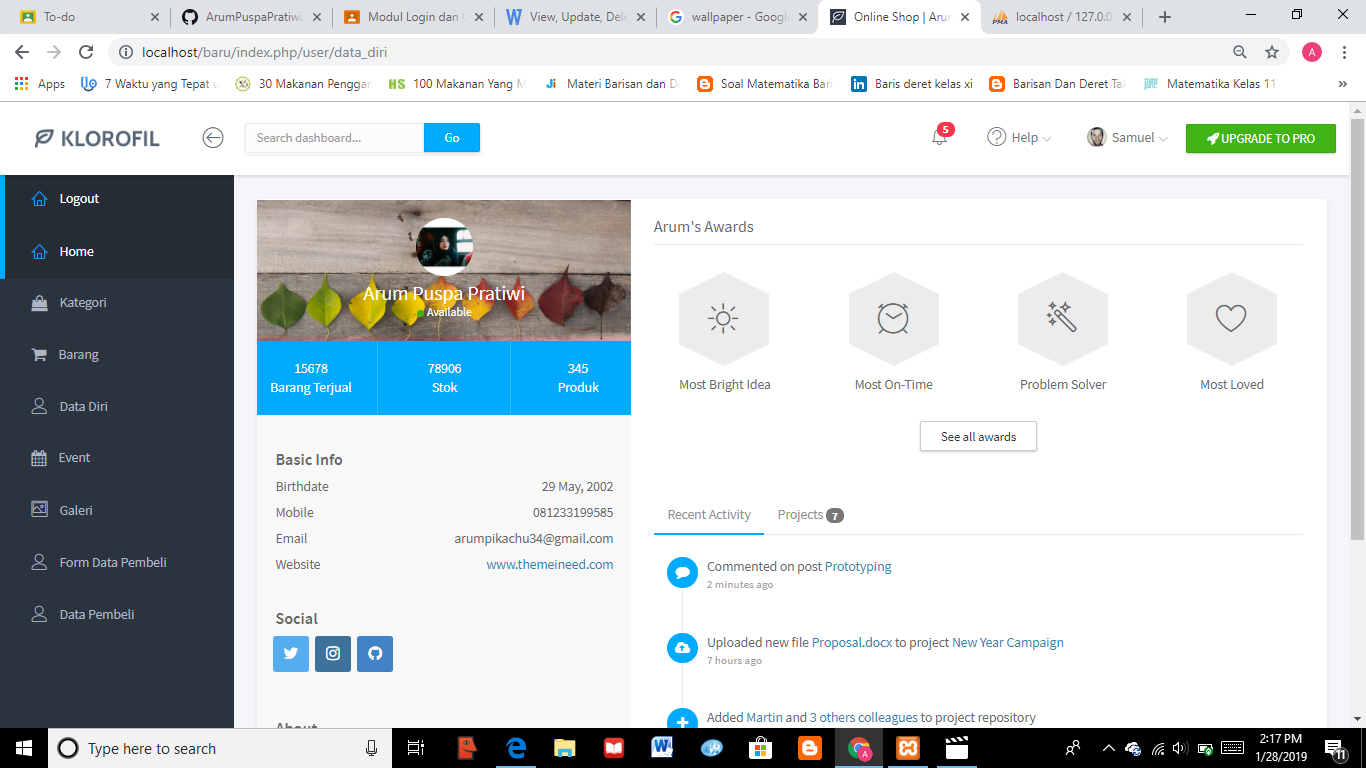 To-do
ArumPuspaPratiwi
Modul Login dan
View, Update, Dele
wallpaper - Google
Online Shop | Arum
localhost / 127.0.0
localhost/baru/index.php/user/data_diri
A
Apps
7 Waktu yang Tepat u
30 Makanan Penggan
100 Makanan Yang M
Materi Barisan dan D
Soal Matematika Bari
Baris deret kelas xi
Barisan Dan Deret Tak
Matematika Kelas 11
»
KLOROFIL
Search dashboard...
Go
5
Help
Samuel
UPGRADE TO PRO
Logout
Home
Kategori
Barang
Data Diri
Event
Galeri
Form Data Pembeli
Data Pembeli
Arum Puspa Pratiwi
Available
15678
Barang Terjual
78906
Stok
345
Produk
Basic Info
Birthdate 29 May, 2002
Mobile 081233199585
Email arumpikachu34@gmail.com
Website www.themeineed.com
Social
About
Arum's Awards
Most Bright Idea
Most On-Time
Problem Solver
Most Loved
See all awards
Recent Activity
Projects 7
Commented on post Prototyping
2 minutes ago
Uploaded new file Proposal.docx to project New Year Campaign
7 hours ago
Added Martin and 3 others colleagues to project repository
Type here to search
2:17 PM
1/28/2019
11